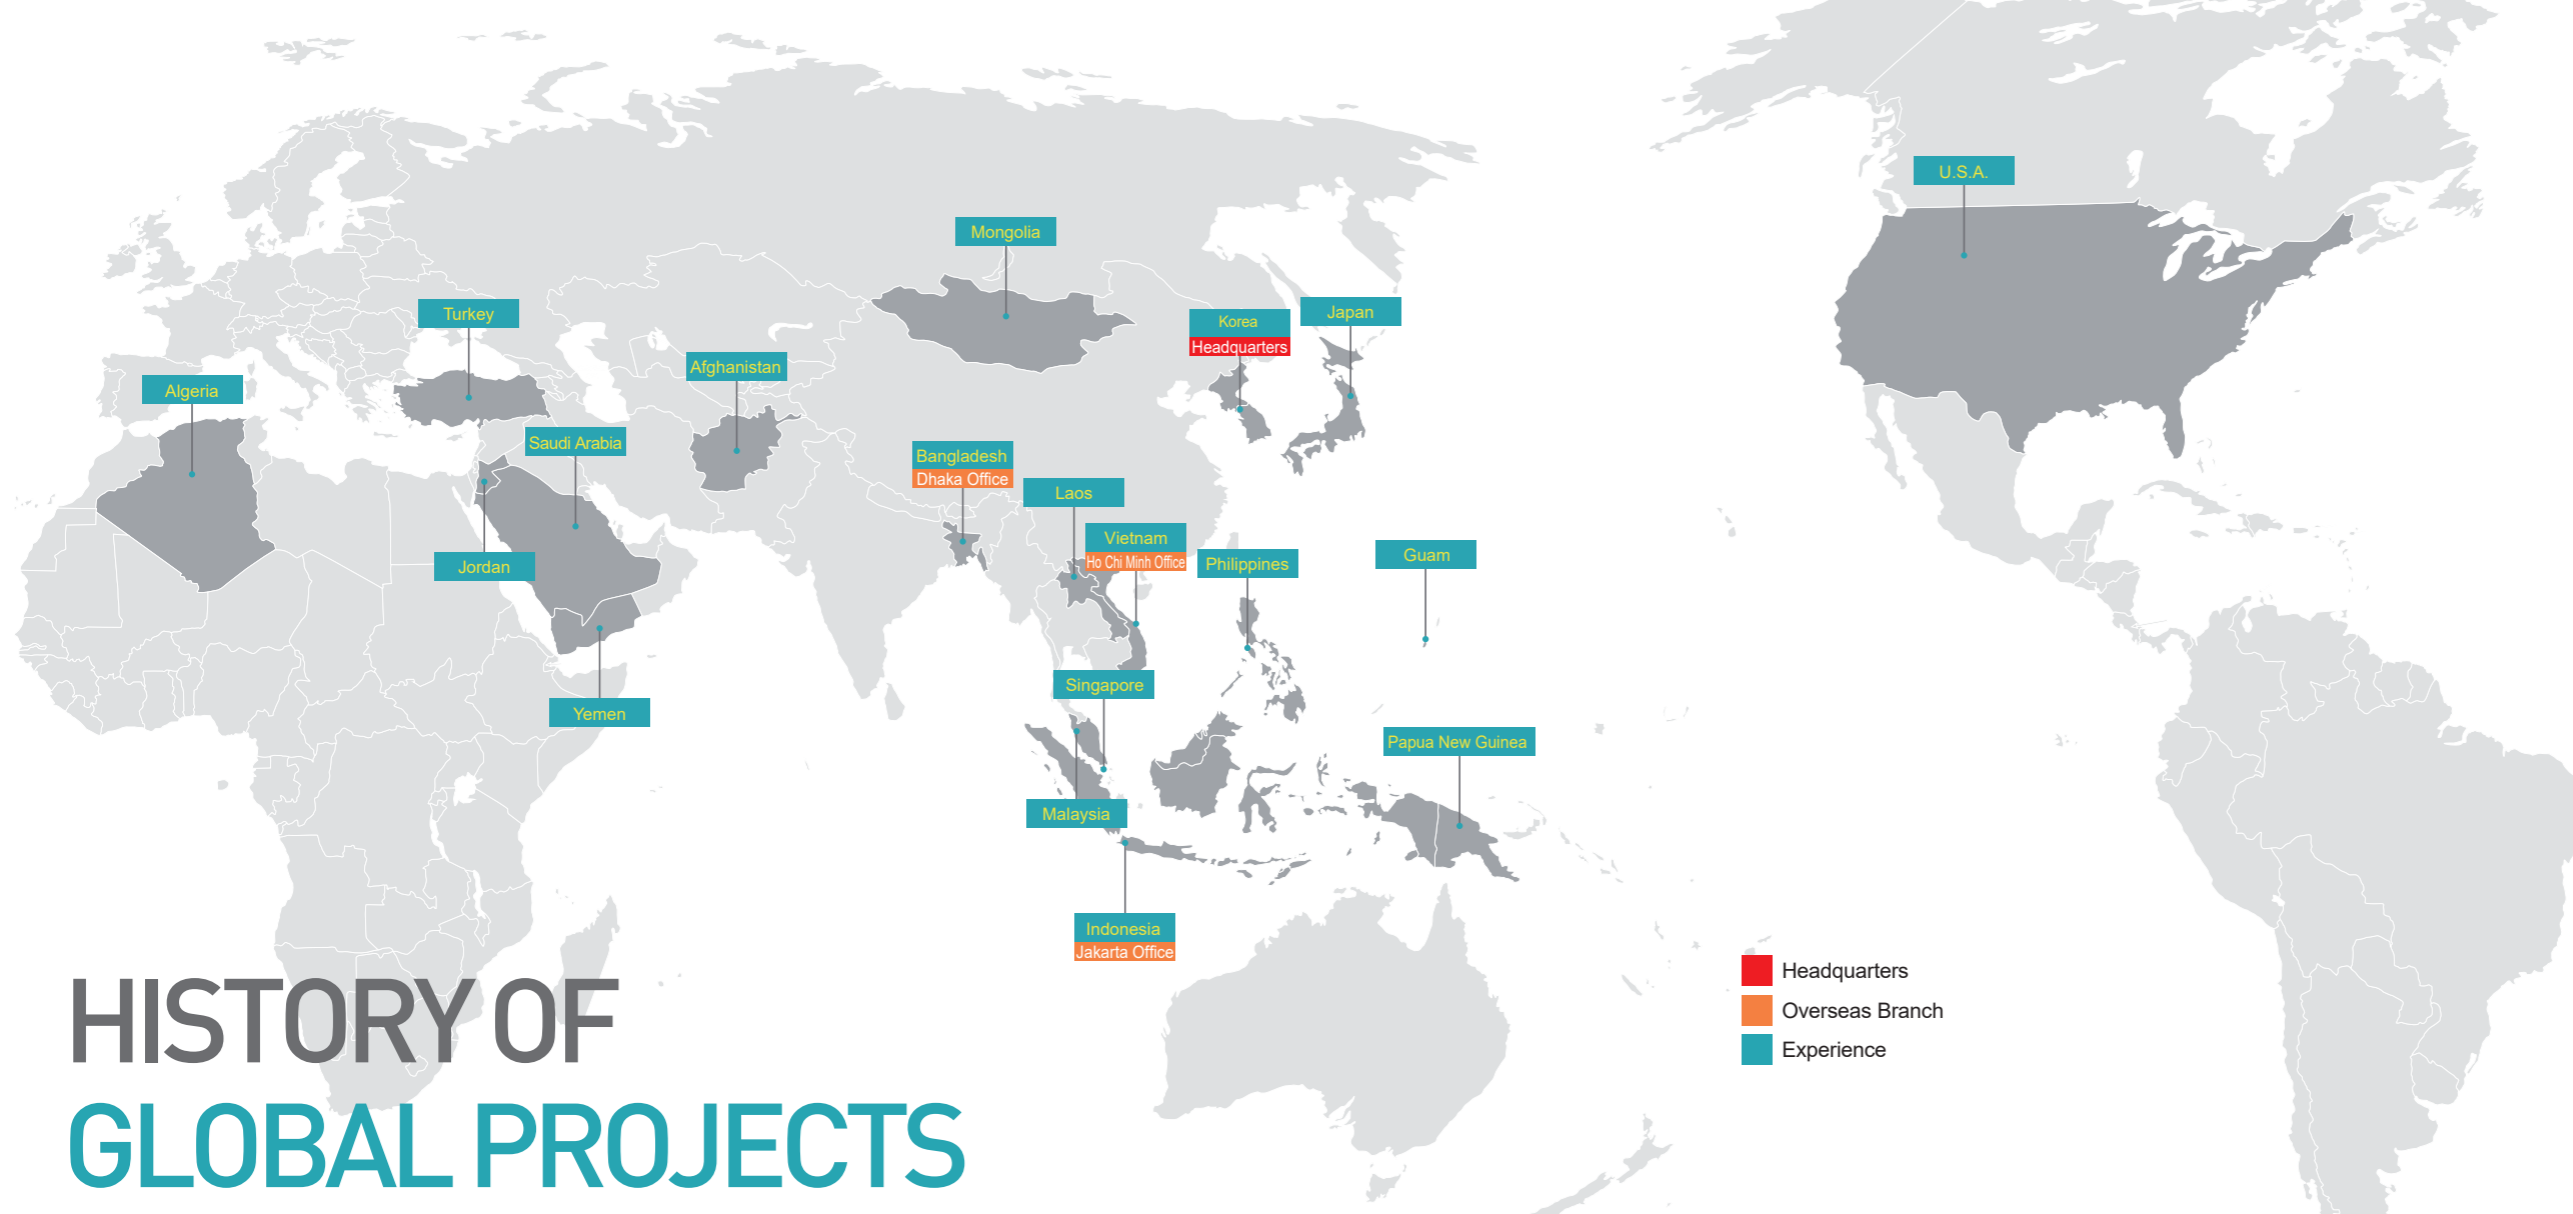 U.S.A.
Mongolia
Turkey
Korea
Headquarters
Japan
Afghanistan
Algeria
Saudi Arabia
Bangladesh
Dhaka Office
Laos
Vietnam
Ho Chi Minh Office
Philippines
Guam
Jordan
Singapore
Yemen
Papua New Guinea
Malaysia
Indonesia
Jakarta Office
Headquarters
Overseas Branch
Experience
HISTORY OF
GLOBAL PROJECTS